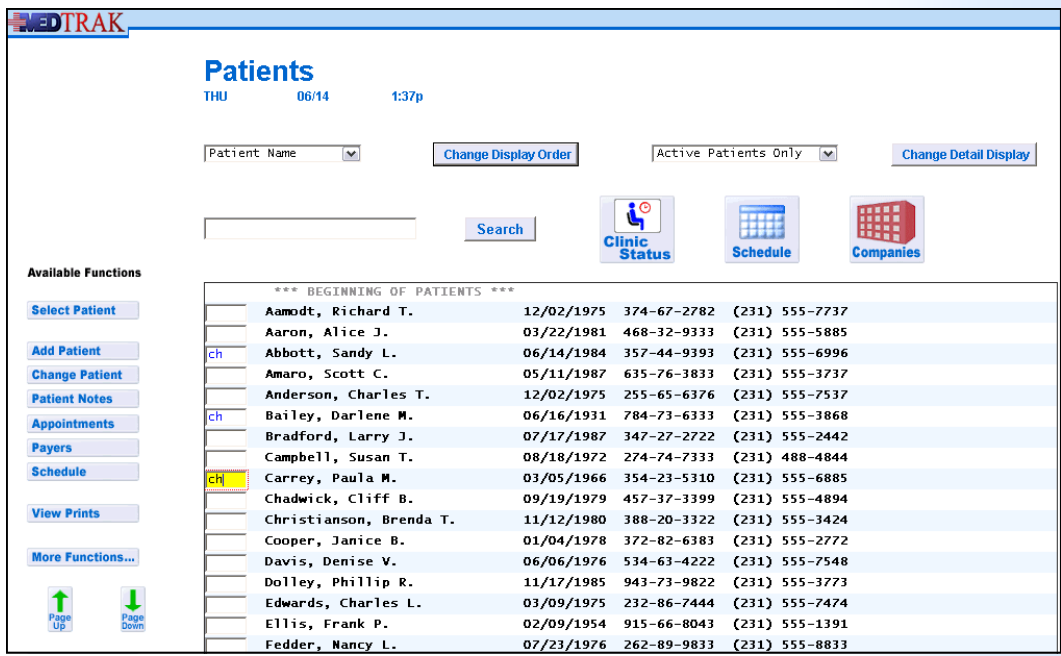 MEDTRAK
Patients
THU 06/14 1:37p
Patient Name Change Display Order Active Patients Only Change Detail Display
Search
Clinic Status Schedule Companies
Available Functions
*** BEGINNING OF PATIENTS ***
Select Patient
Add Patient
Change Patient
Patient Notes
Appointments
Payers
Schedule
View Prints
More Functions...
Page Up
Page Down
Aamodt, Richard T. 12/02/1975 374-67-2782 (231) 555-7737
Aaron, Alice J. 03/22/1981 468-32-9333 (231) 555-5885
ch Abbott, Sandy L. 06/14/1984 357-44-9393 (231) 555-6996
Amaro, Scott C. 05/11/1987 635-76-3833 (231) 555-3737
Anderson, Charles T. 12/02/1975 255-65-6376 (231) 555-7537
ch Bailey, Darlene M. 06/16/1931 784-73-6333 (231) 555-3868
Bradford, Larry J. 07/17/1987 347-27-2722 (231) 555-2442
Campbell, Susan T. 08/18/1972 274-74-7333 (231) 488-4844
ch Carrey, Paula M. 03/05/1966 354-23-5310 (231) 555-6885
Chadwick, Cliff B. 09/19/1979 457-37-3399 (231) 555-4894
Christianson, Brenda T. 11/12/1980 388-20-3322 (231) 555-3424
Cooper, Janice B. 01/04/1978 372-82-6383 (231) 555-2772
Davis, Denise V. 06/06/1976 534-63-4222 (231) 555-7548
Dolley, Phillip R. 11/17/1985 943-73-9822 (231) 555-3773
Edwards, Charles L. 03/09/1975 232-86-7444 (231) 555-7474
Ellis, Frank P. 02/09/1954 915-66-8043 (231) 555-1391
Fedder, Nancy L. 07/23/1976 262-89-9833 (231) 555-8833